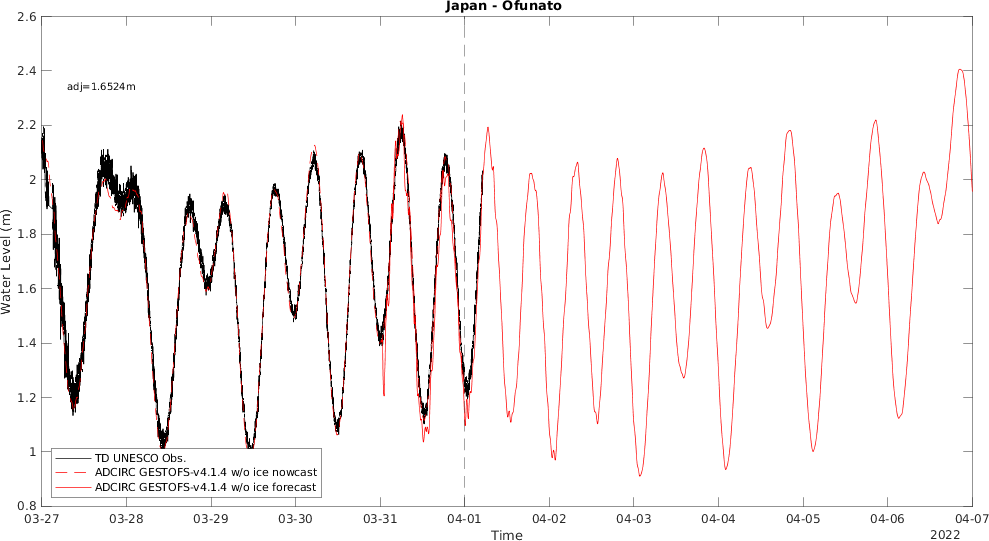 Japan - Ofunato
2.6
2.4
2.2
2
1.8
1.6
1.4
1.2
1
0.8
Water Level (m)
adj=1.6524m
TD UNESCO Obs.
ADCIRC GESTOFS-v4.1.4 w/o ice nowcast
ADCIRC GESTOFS-v4.1.4 w/o ice forecast
03-27 03-28 03-29 03-30 03-31 04-01 04-02 04-03 04-04 04-05 04-06 04-07
Time
2022